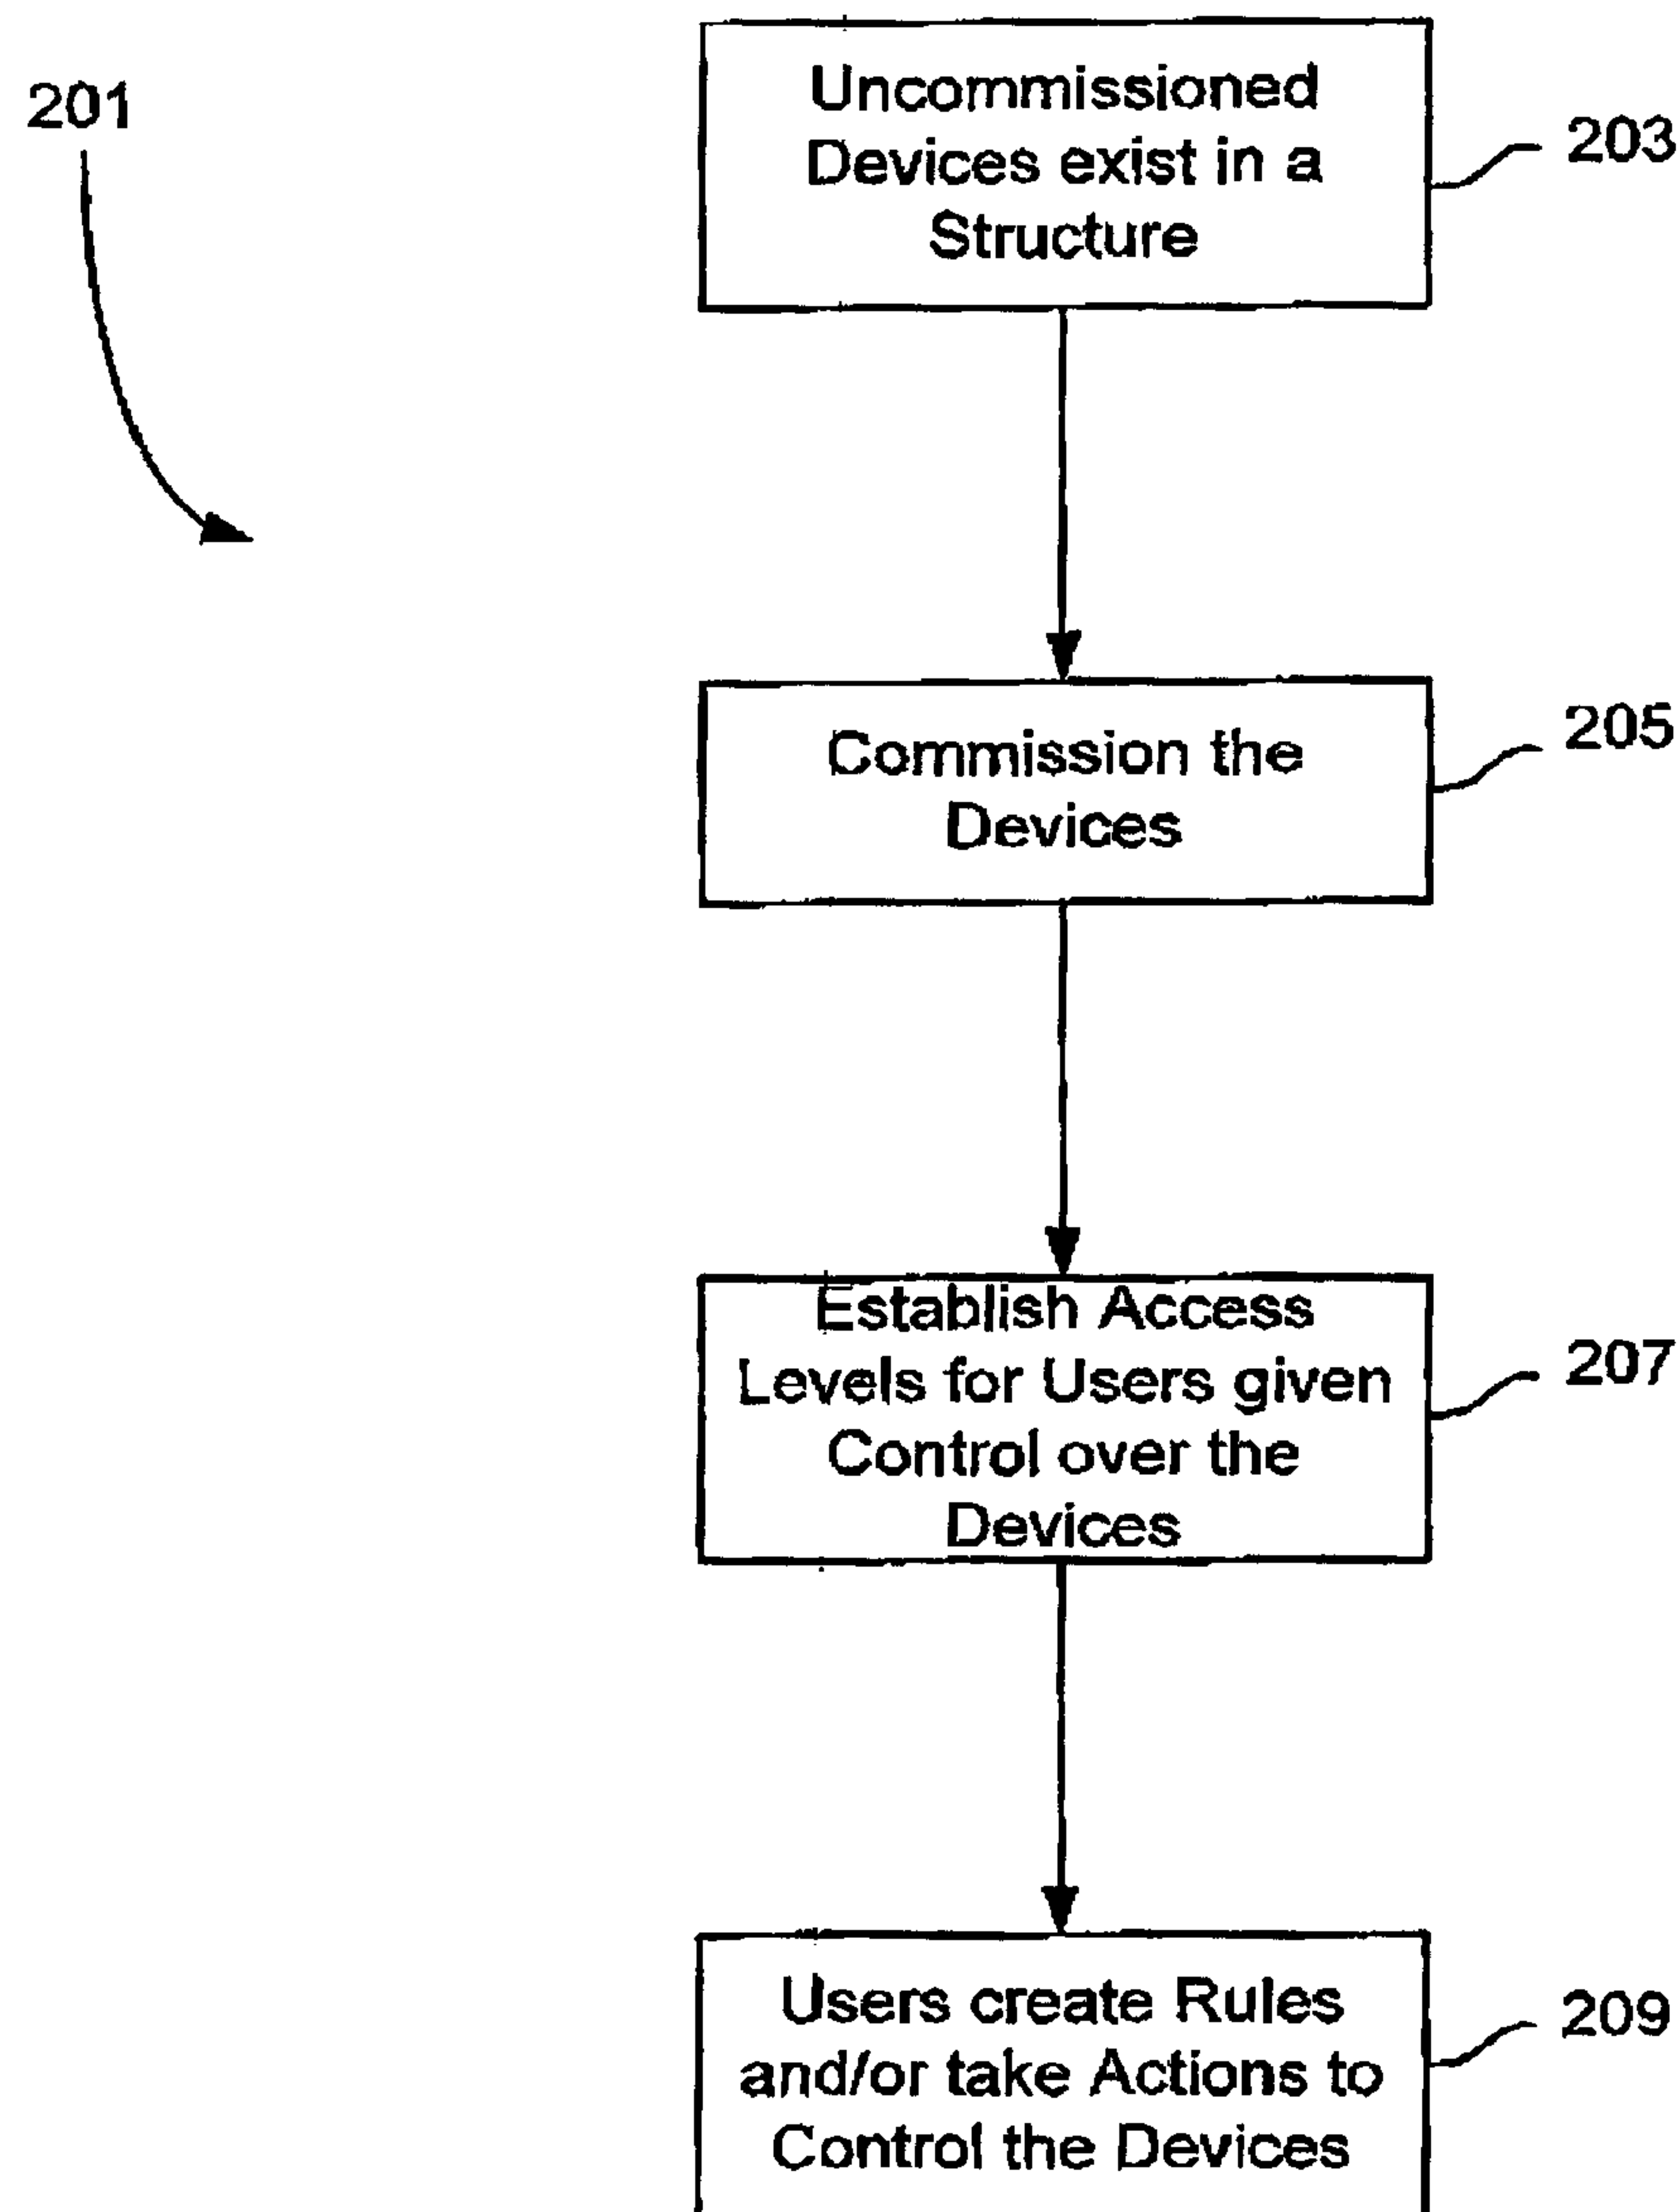 201
Uncommissioned
Devices exist in a
Structure
203
Commission the
Devices
205
Establish Access
Levels for Users given
Control over the
Devices
207
Users create Rules
and/or take Actions to
Control the Devices
209